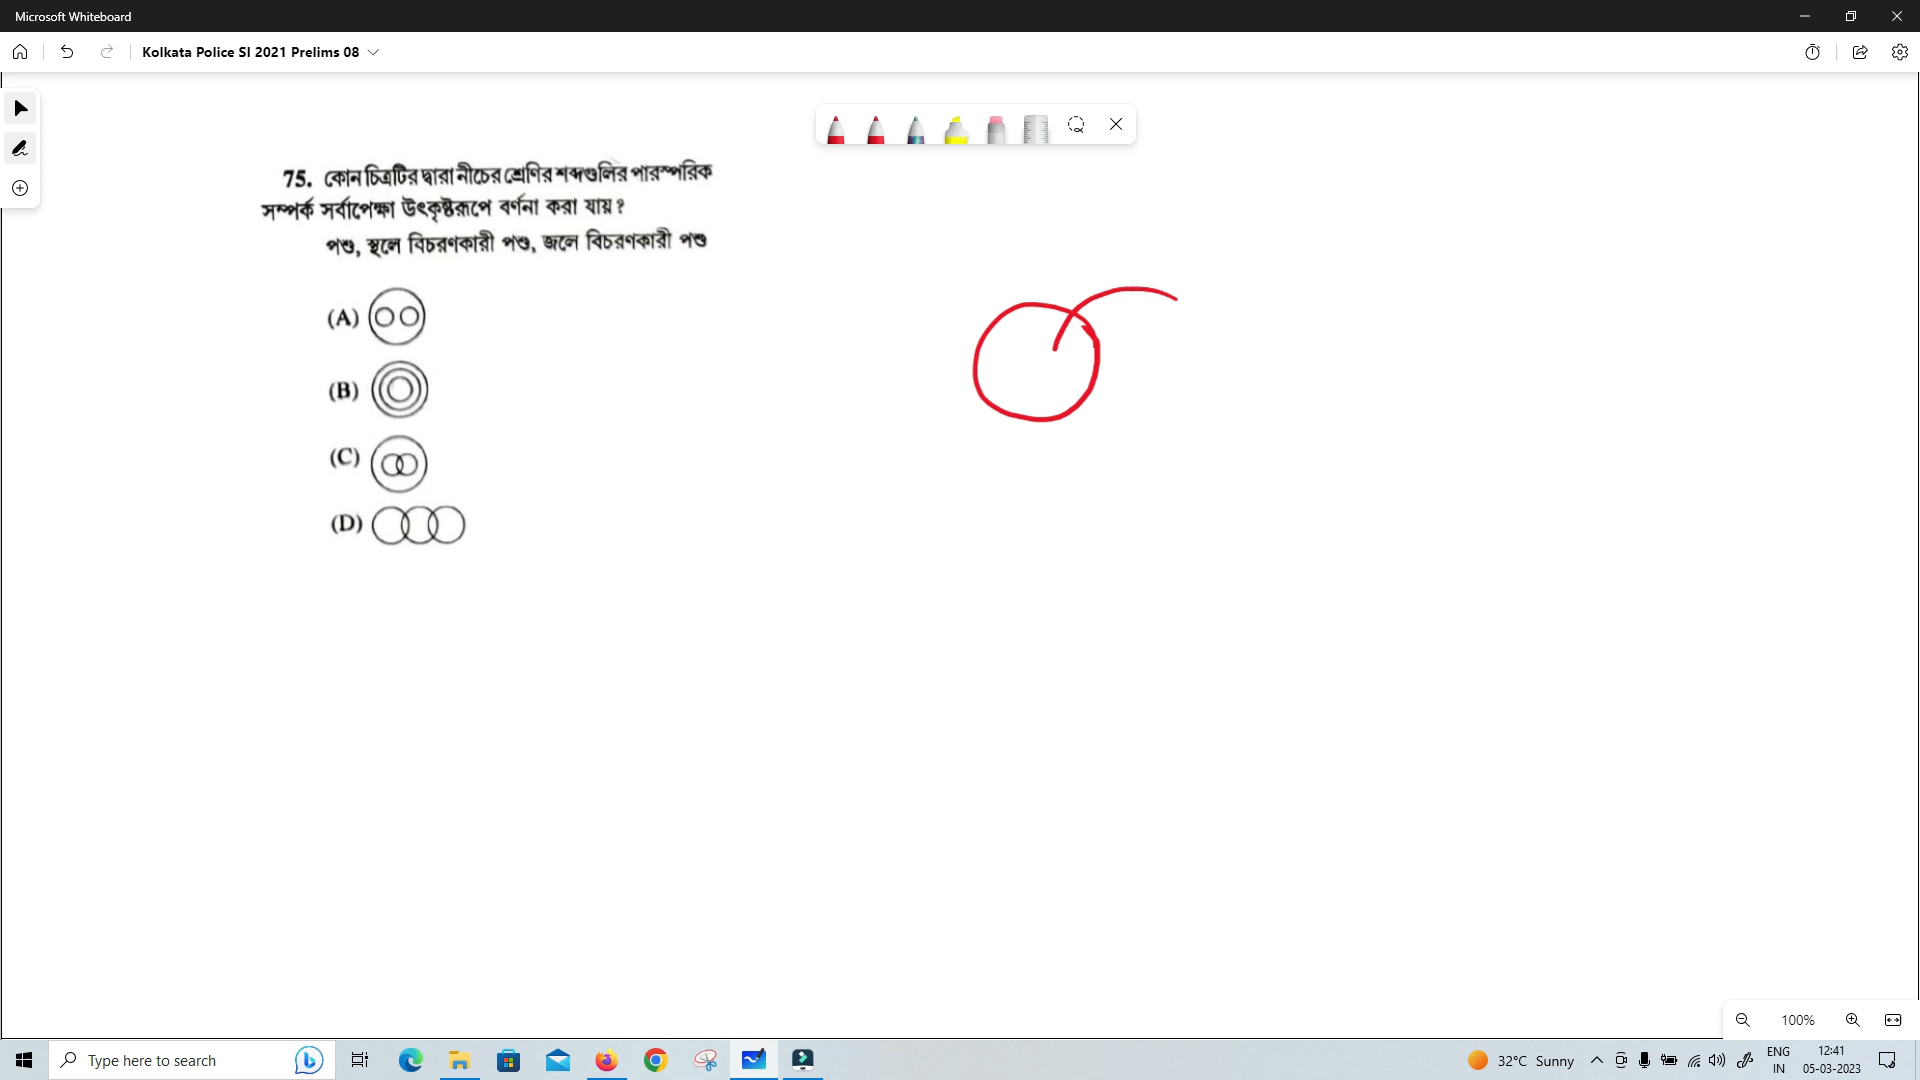 Microsoft Whiteboard
Kolkata Police SI 2021 Prelims 08
75. কোন চিত্রটির দ্বারা নীচের শ্রেণির শব্দগুলির পারস্পরিক
সম্পর্ক সর্বাপেক্ষা উৎকৃষ্টরূপে বর্ণনা করা যায় ?
পশু, স্থলে বিচরণকারী পশু, জলে বিচরণকারী পশু
(A)
(B)
(C)
(D)
100%
Type here to search
32°C Sunny
ENG
IN
12:41
05-03-2023